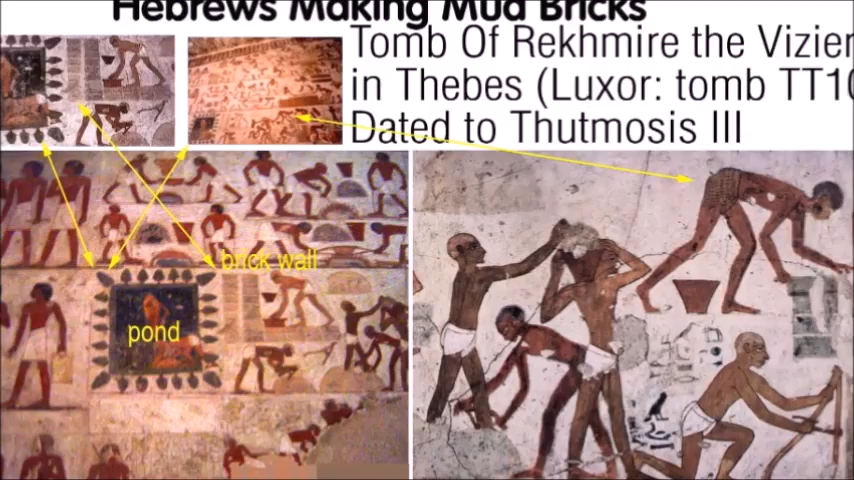 Hebrews Making Mud Bricks
Tomb Of Rekhmire the Vizier
in Thebes (Luxor: tomb TT10
Dated to Thutmosis III
brick wall
pond